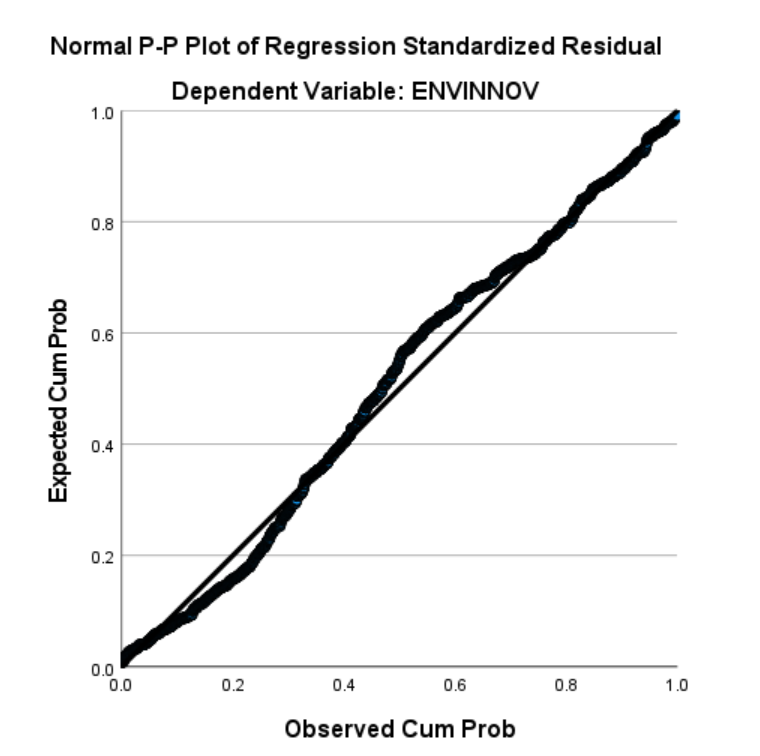 Normal P-P Plot of Regression Standardized Residual
Dependent Variable: ENVINNOV
1.0
0.8
0.6
0.4
0.2
0.0
Expected Cum Prob
0.0 0.2 0.4 0.6 0.8 1.0
Observed Cum Prob